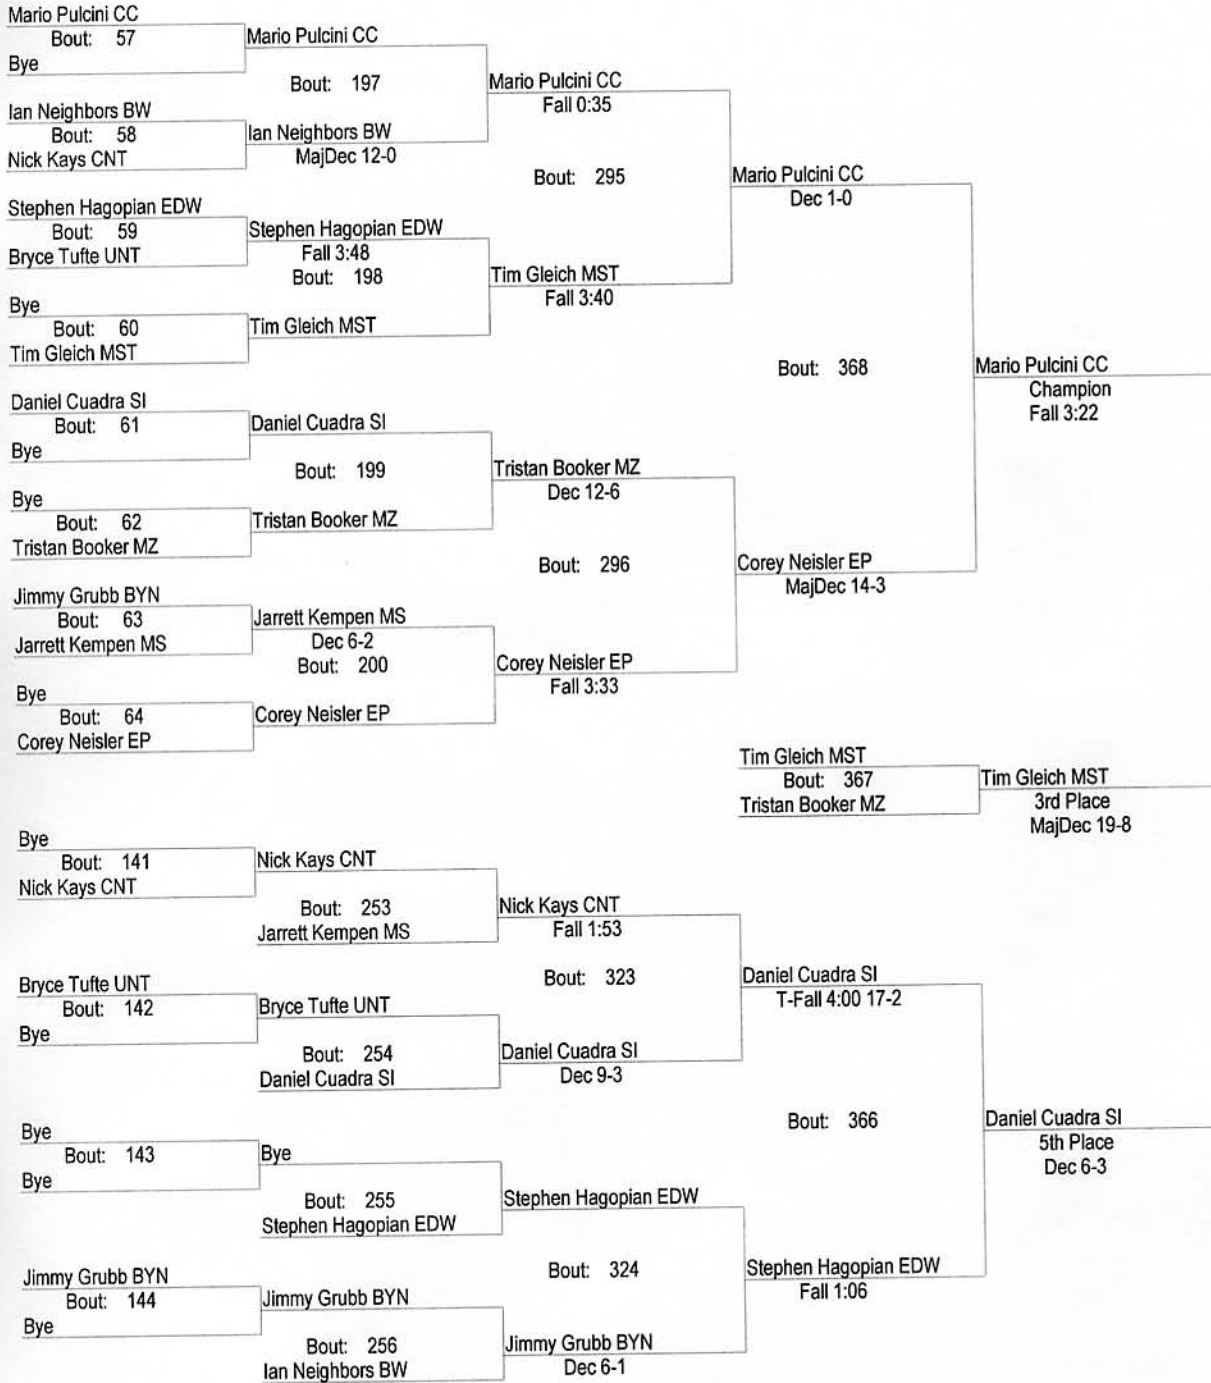 Mario Pulcini CC
Bout: 57
Bye
Mario Pulcini CC
Bout: 197
Ian Neighbors BW
Bout: 58
Nick Kays CNT
Ian Neighbors BW
MajDec 12-0
Mario Pulcini CC
Fall 0:35
Bout: 295
Stephen Hagopian EDW
Bout: 59
Bryce Tufte UNT
Stephen Hagopian EDW
Fall 3:48
Bout: 198
Bye
Bout: 60
Tim Gleich MST
Tim Gleich MST
Tim Gleich MST
Fall 3:40
Mario Pulcini CC
Dec 1-0
Bout: 368
Mario Pulcini CC
Champion
Fall 3:22
Daniel Cuadra SI
Bout: 61
Bye
Daniel Cuadra SI
Bout: 199
Bye
Bout: 62
Tristan Booker MZ
Tristan Booker MZ
Tristan Booker MZ
Dec 12-6
Bout: 296
Jimmy Grubb BYN
Bout: 63
Jarrett Kempen MS
Jarrett Kempen MS
Dec 6-2
Bout: 200
Bye
Bout: 64
Corey Neisler EP
Corey Neisler EP
Corey Neisler EP
Fall 3:33
Corey Neisler EP
MajDec 14-3
Tim Gleich MST
Bout: 367
Tristan Booker MZ
Tim Gleich MST
3rd Place
MajDec 19-8
Bye
Bout: 141
Nick Kays CNT
Nick Kays CNT
Bout: 253
Jarrett Kempen MS
Nick Kays CNT
Fall 1:53
Bout: 323
Bryce Tufte UNT
Bout: 142
Bye
Bryce Tufte UNT
Bout: 254
Daniel Cuadra SI
Daniel Cuadra SI
Dec 9-3
Daniel Cuadra SI
T-Fall 4:00 17-2
Bout: 366
Daniel Cuadra SI
5th Place
Dec 6-3
Bye
Bout: 143
Bye
Bye
Bout: 255
Stephen Hagopian EDW
Stephen Hagopian EDW
Bout: 324
Jimmy Grubb BYN
Bout: 144
Bye
Jimmy Grubb BYN
Bout: 256
Ian Neighbors BW
Jimmy Grubb BYN
Dec 6-1
Stephen Hagopian EDW
Fall 1:06